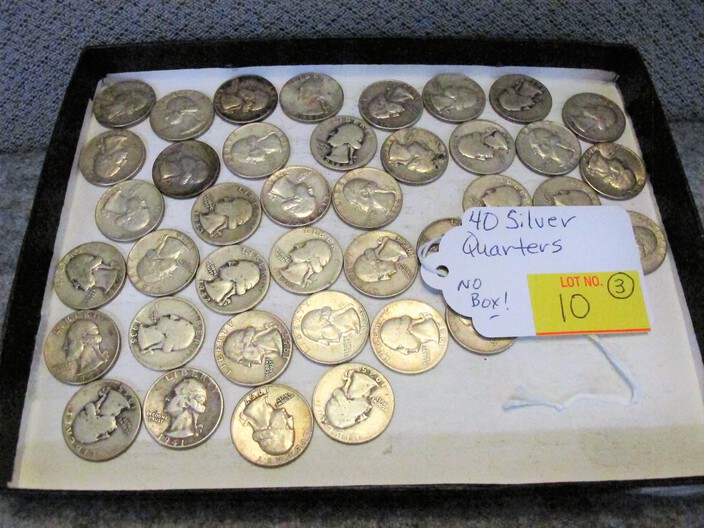 40 Silver
Quarters
NO
Box!
LOT NO.
3
10